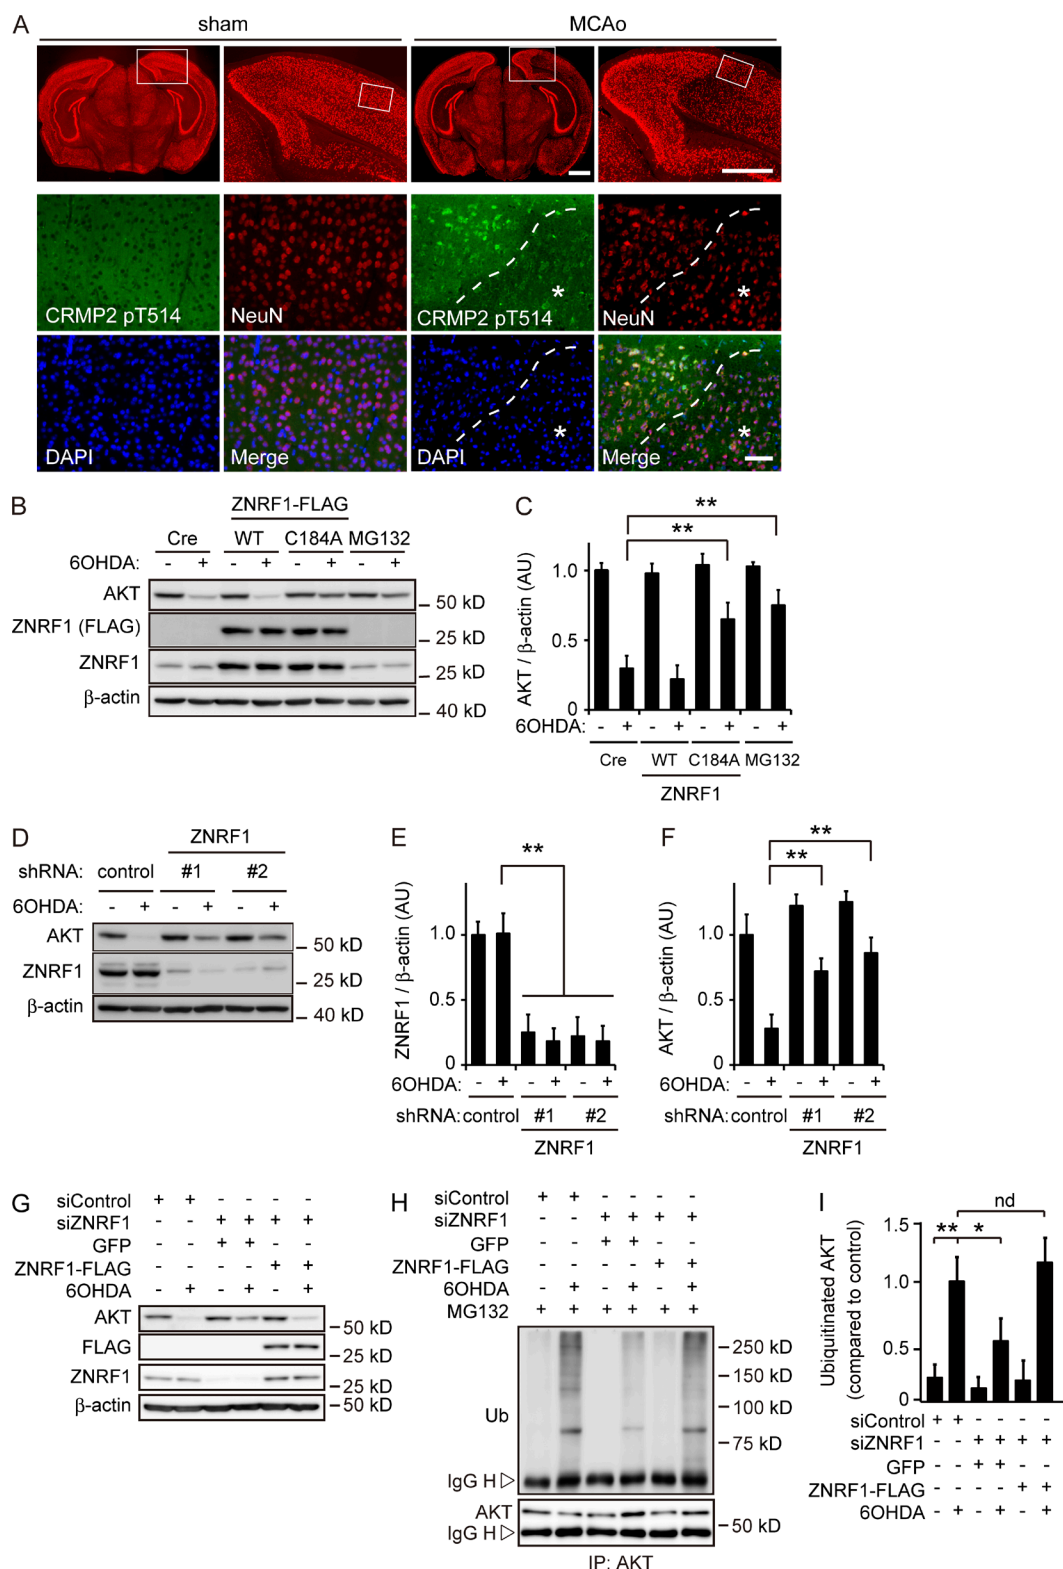 A
sham
MCAo
CRMP2 pT514
NeuN
CRMP2 pT514
*
NeuN
*
DAPI
Merge
DAPI
*
Merge
*
B
ZNRF1-FLAG
Cre WT C184A MG132
6OHDA: - + - + - + - +
AKT
50 kD
ZNRF1 (FLAG)
25 kD
ZNRF1
25 kD
β-actin
40 kD
C
**
**
AKT / β-actin (AU)
1.0
0.5
0
6OHDA: - + - + - + - +
Cre WT C184A MG132
ZNRF1
D
ZNRF1
shRNA: control #1 #2
6OHDA: - + - + - +
AKT
50 kD
ZNRF1
25 kD
β-actin
40 kD
E
**
ZNRF1 / β-actin (AU)
1.0
0.5
0
6OHDA: - + - + - +
shRNA: control #1 #2
ZNRF1
F
**
**
AKT / β-actin (AU)
1.0
0.5
0
6OHDA: - + - + - +
shRNA: control #1 #2
ZNRF1
G
siControl + + - - - -
siZNRF1 - - + + + +
GFP - - + + - -
ZNRF1-FLAG - - - - + +
6OHDA - + - + - +
AKT
50 kD
FLAG
25 kD
ZNRF1
25 kD
β-actin
50 kD
H
siControl + + - - - -
siZNRF1 - - + + + +
GFP - - + + - -
ZNRF1-FLAG - - - - + +
6OHDA - + - + - +
MG132 + + + + + +
250 kD
150 kD
100 kD
Ub
75 kD
IgG H
AKT
50 kD
IgG H
IP: AKT
I
nd
** *
Ubiquitinated AKT
(compared to control)
1.5
1.0
0.5
0
siControl + + - - - -
siZNRF1 - - + + + +
GFP - - + + - -
ZNRF1-FLAG - - - - + +
6OHDA - + - + - +